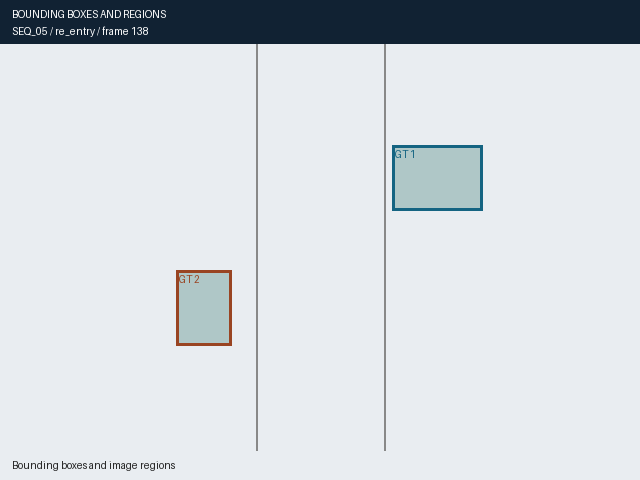 BOUNDING BOXES AND REGIONS
SEQ_05 / re_entry / frame 138
GT1
GT2
Bounding boxes and image regions